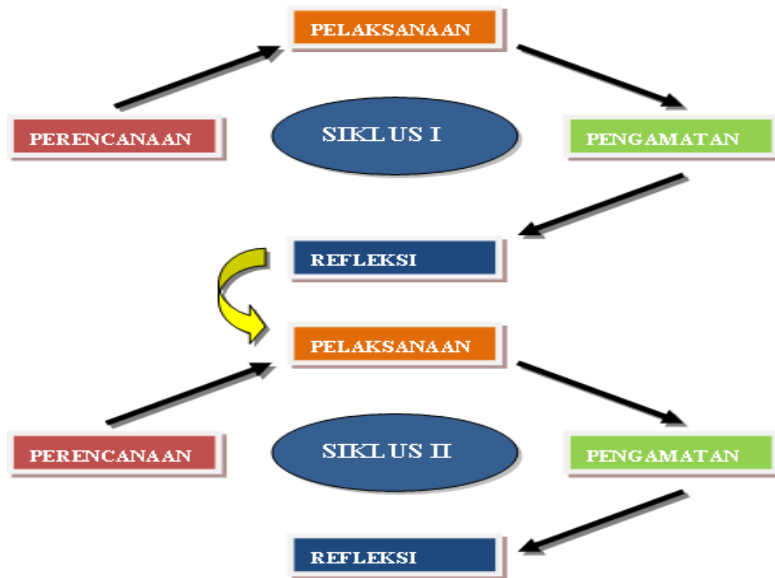 PELAKSANAAN
PERENCANAAN
SIKLUS I
PENGAMATAN
REFLEKSI
PELAKSANAAN
PERENCANAAN
SIKLUS II
PENGAMATAN
REFLEKSI